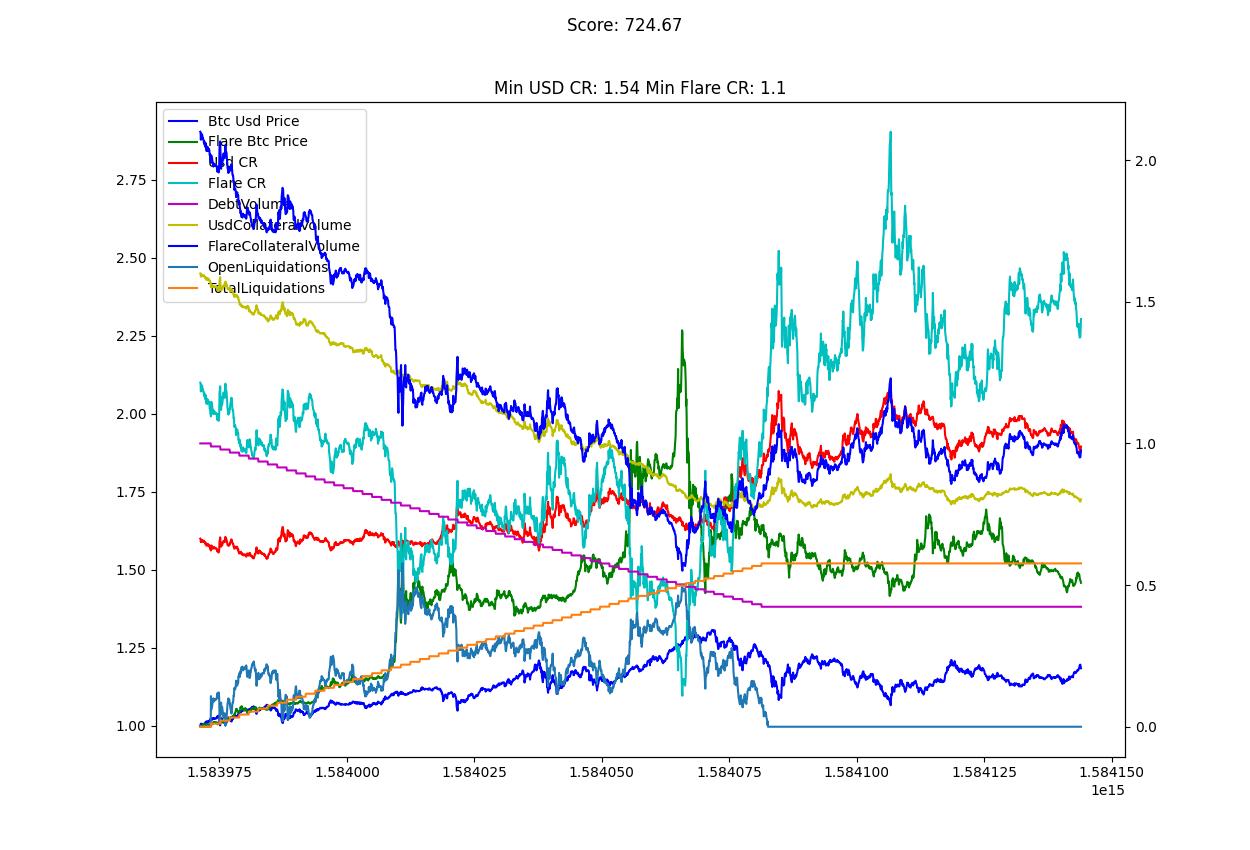 Score: 724.67
Min USD CR: 1.54 Min Flare CR: 1.1
Btc Usd Price
Flare Btc Price
Usd CR
Flare CR
DebtVolume
UsdCollateralVolume
FlareCollateralVolume
OpenLiquidations
TotalLiquidations
2.75
2.50
2.25
2.00
1.75
1.50
1.25
1.00
2.0
1.5
1.0
0.5
0.0
1.583975
1.584000
1.584025
1.584050
1.584075
1.584100
1.584125
1.584150
1e15